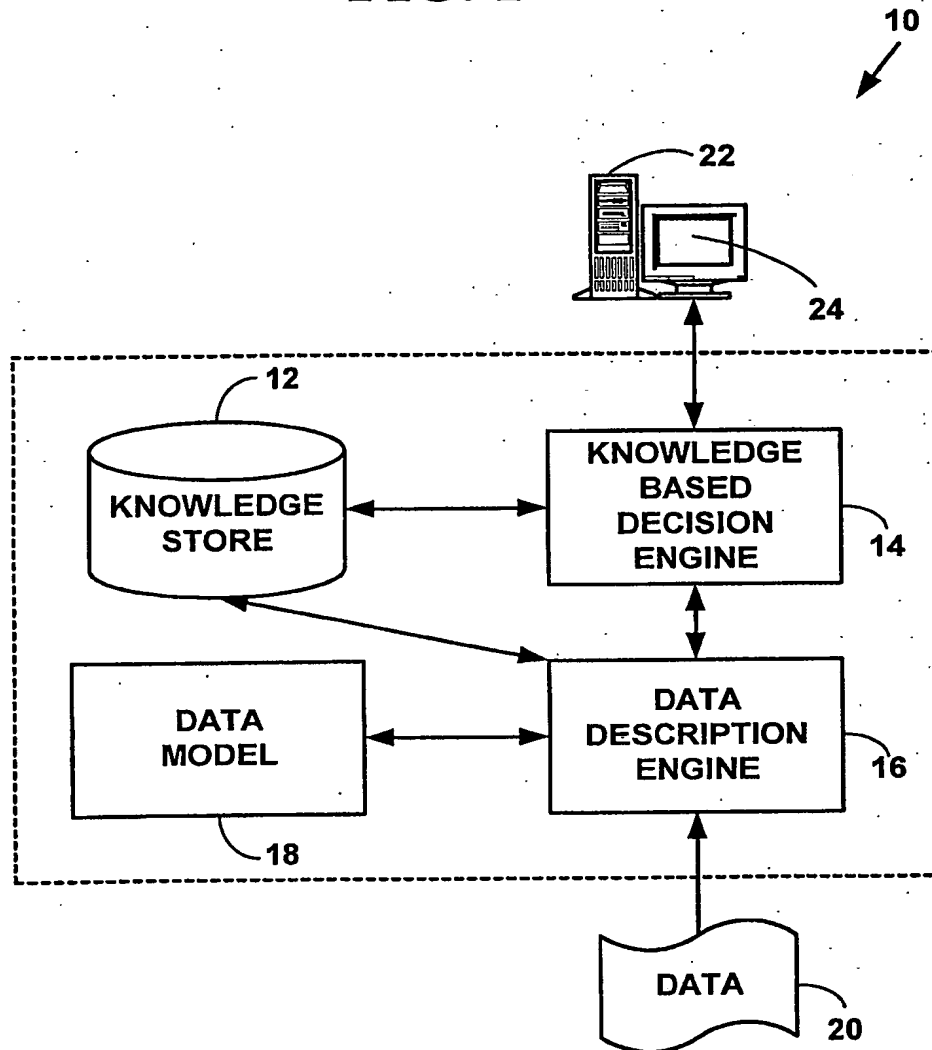 10
22
24
12
KNOWLEDGE
STORE
KNOWLEDGE
BASED
DECISION
ENGINE
14
DATA
MODEL
18
DATA
DESCRIPTION
ENGINE
16
DATA
20